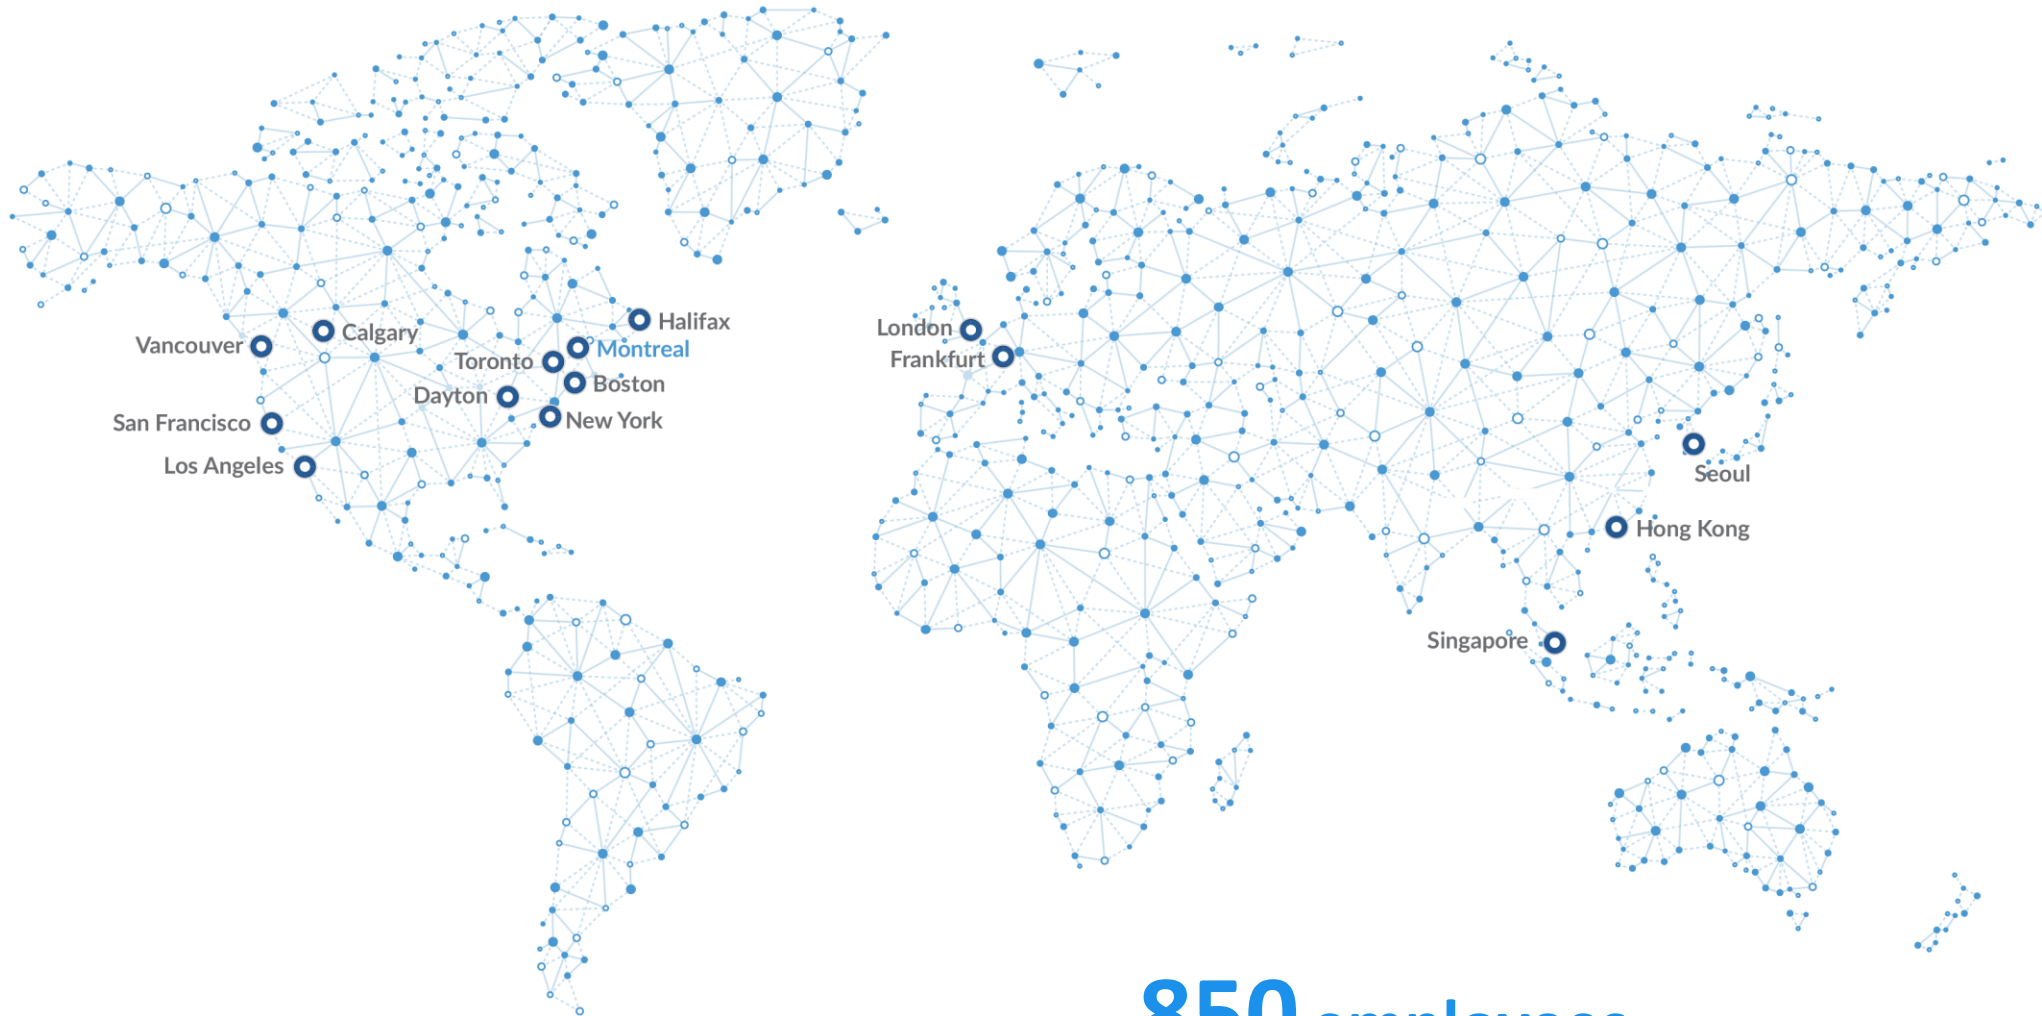 Halifax
London
Vancouver
Calgary
Montreal
Toronto
Frankfurt
Boston
Dayton
San Francisco
New York
Los Angeles
Seoul
Hong Kong
Singapore
850 employees